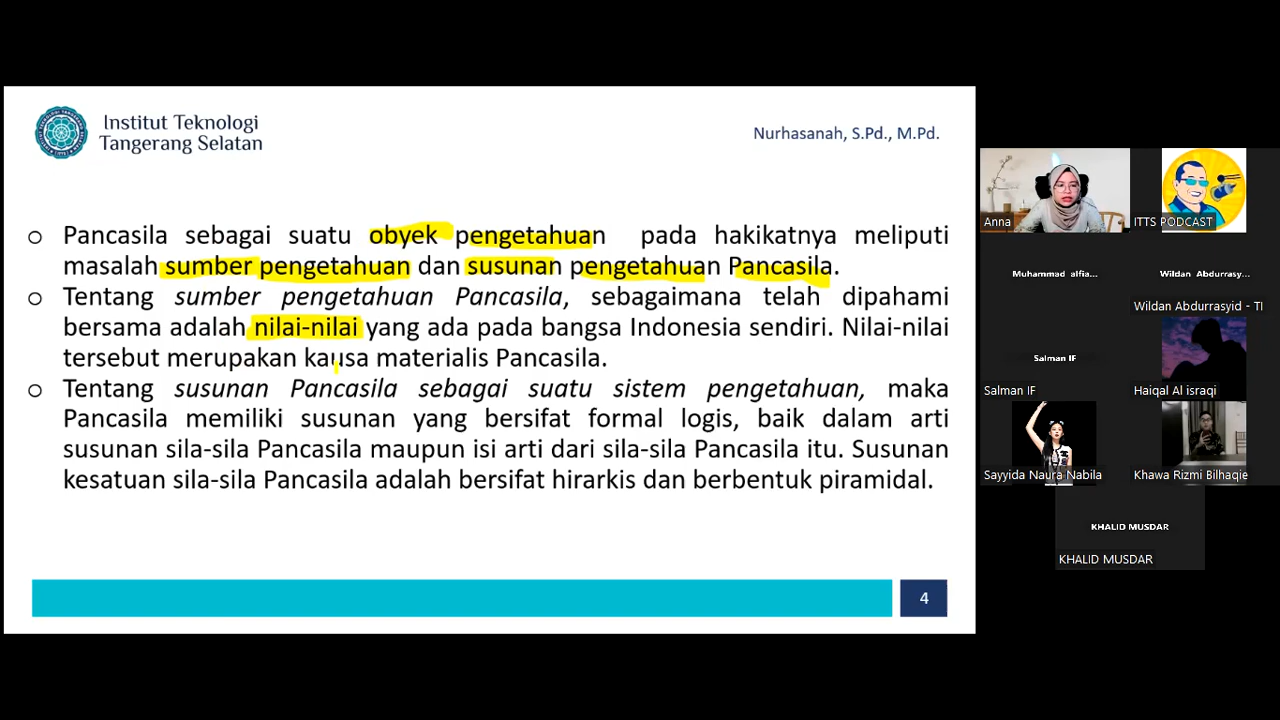 Institut Teknologi
Tangerang Selatan
Nurhasanah, S.Pd., M.Pd.
o Pancasila sebagai suatu obyek pengetahuan pada hakikatnya meliputi
masalah sumber pengetahuan dan susunan pengetahuan Pancasila.
o Tentang sumber pengetahuan Pancasila, sebagaimana telah dipahami
bersama adalah nilai-nilai yang ada pada bangsa Indonesia sendiri. Nilai-nilai
tersebut merupakan kausa materialis Pancasila.
o Tentang susunan Pancasila sebagai suatu sistem pengetahuan, maka
Pancasila memiliki susunan yang bersifat formal logis, baik dalam arti
susunan sila-sila Pancasila maupun isi arti dari sila-sila Pancasila itu. Susunan
kesatuan sila-sila Pancasila adalah bersifat hirarkis dan berbentuk piramidal.
4
Anna
ITTS PODCAST
Muhammad alfia...
Wildan Abdurrasy...
Wildan Abdurrasyid - TI
Salman IF
Salman IF
Haiqal Al israqi
Sayyida Naura Nabila
Khawa Rizmi Bilhaqie
KHALID MUSDAR
KHALID MUSDAR